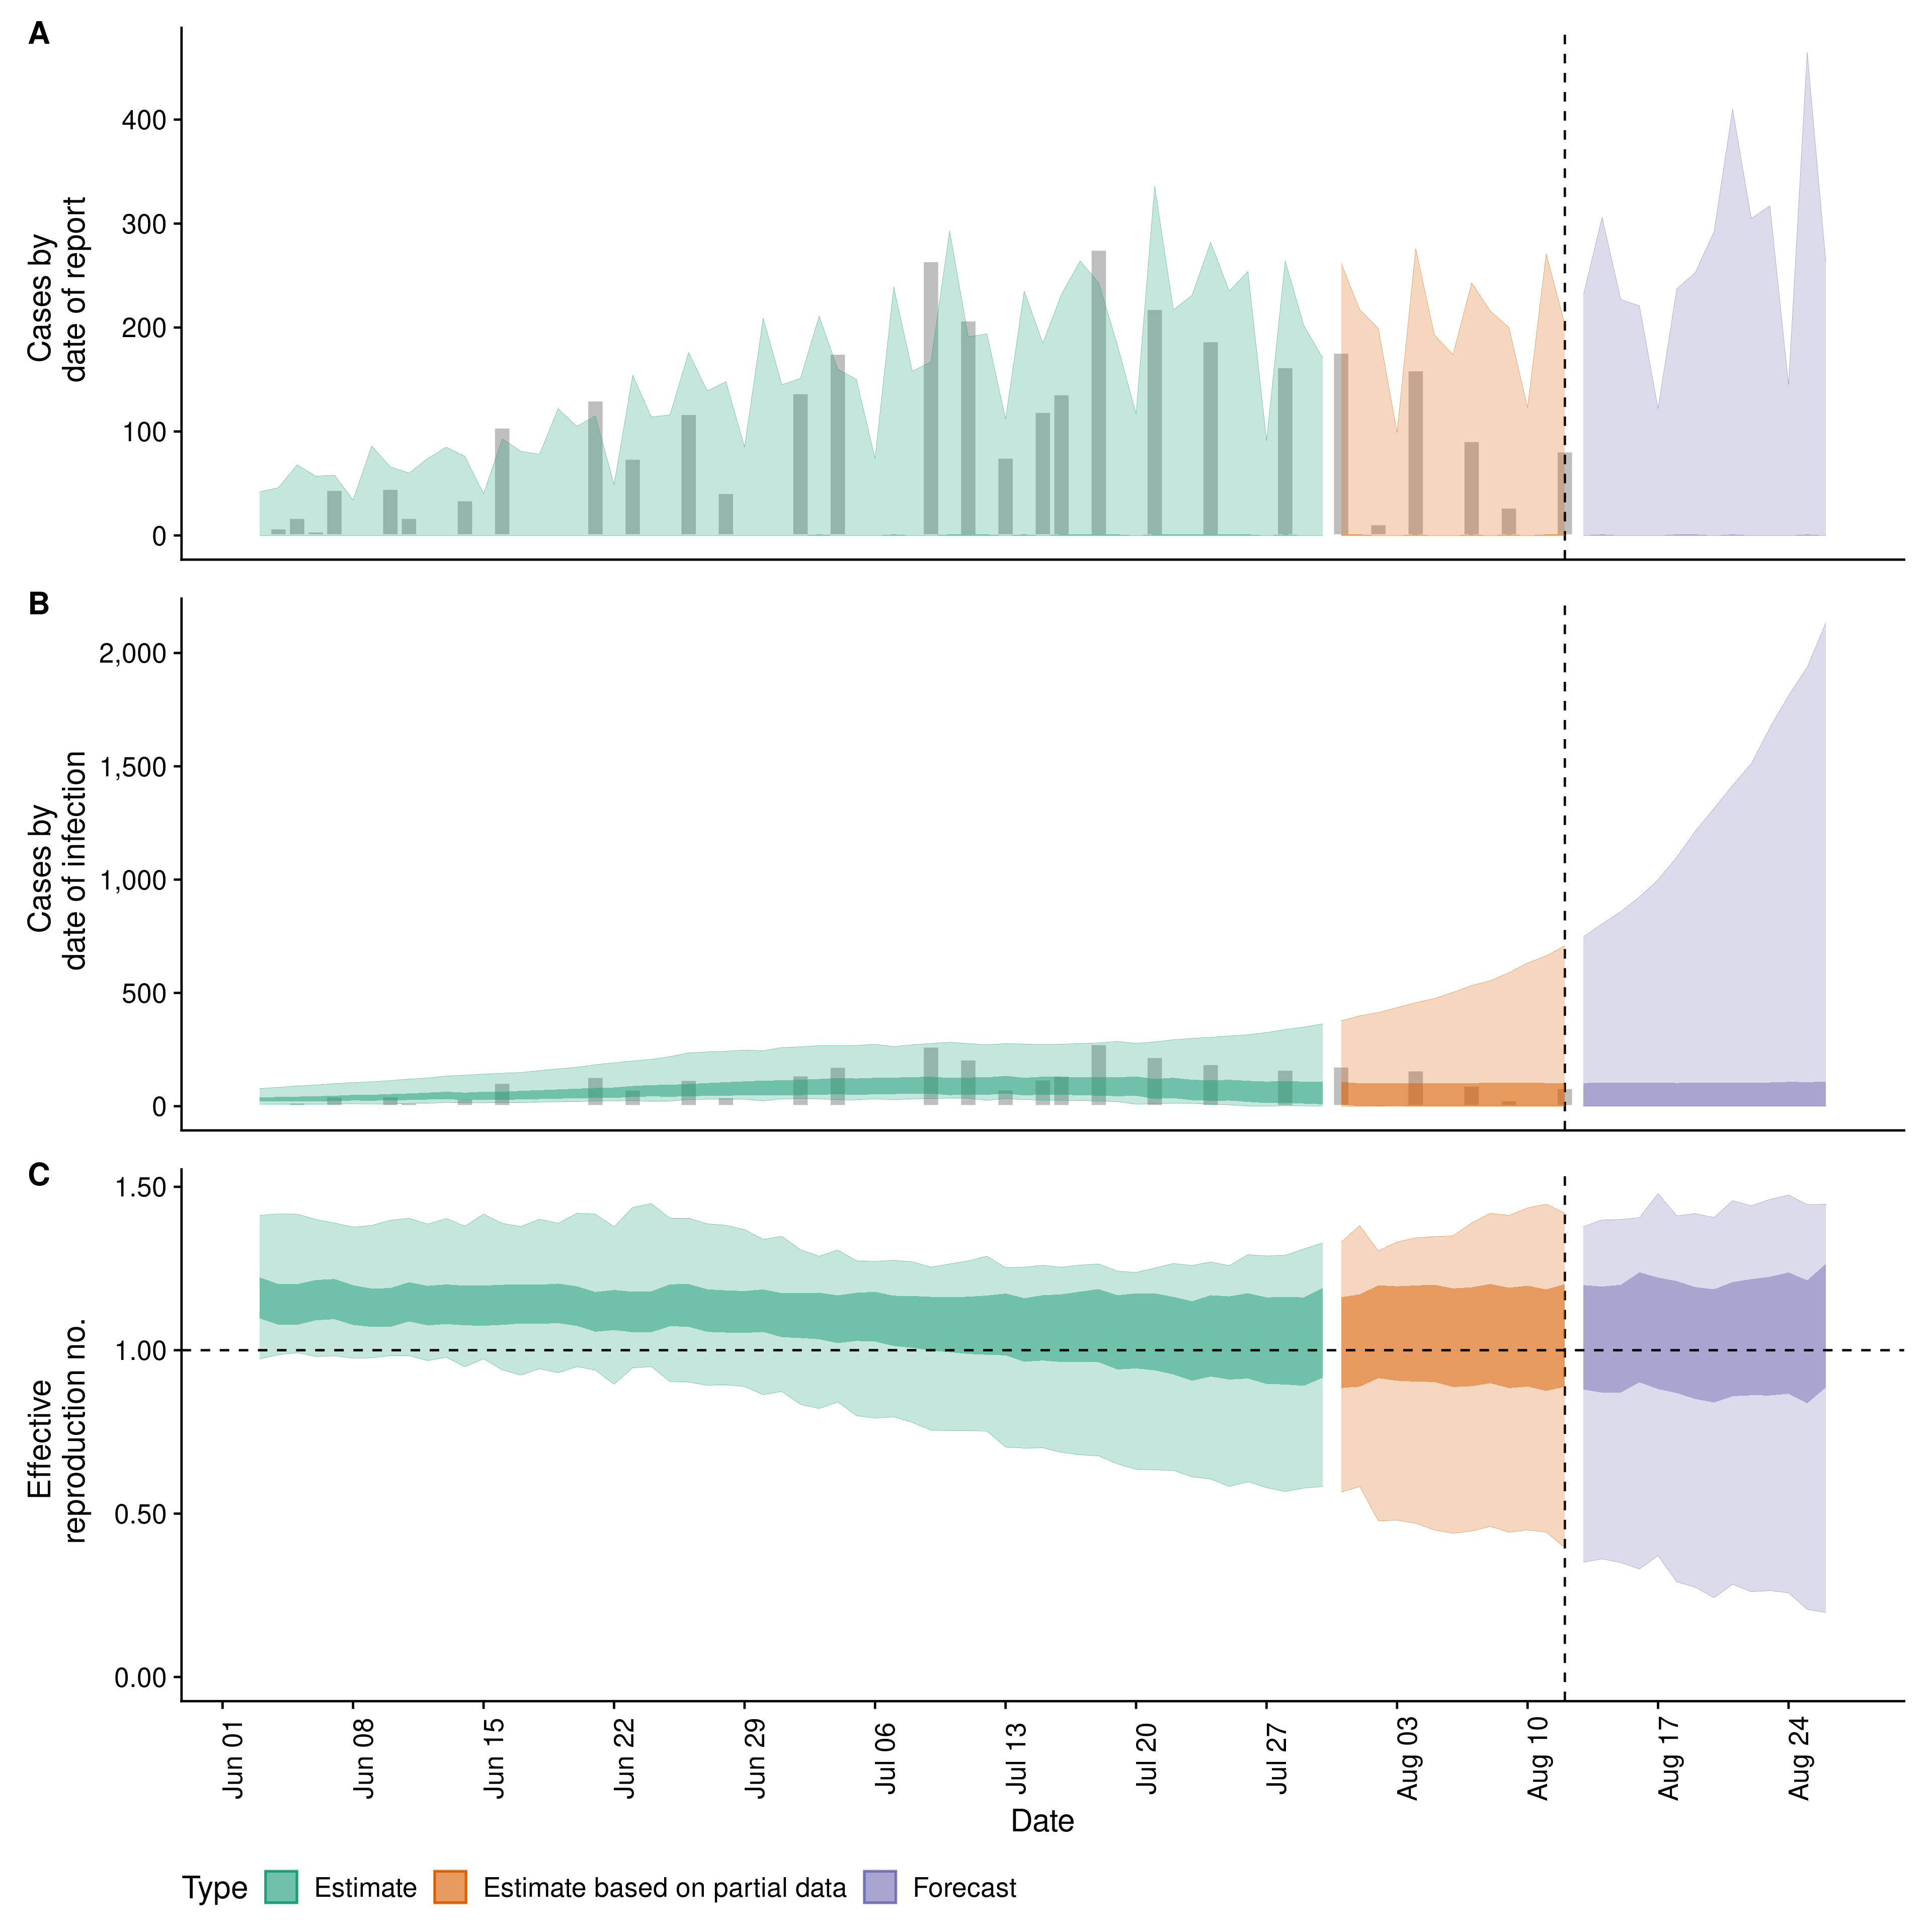 A
Cases by
date of report
400
300
200
100
0
B
Cases by
date of infection
2,000
1,500
1,000
500
0
C
Effective
reproduction no.
1.50
1.00
0.50
0.00
Jun 01
Jun 08
Jun 15
Jun 22
Jun 29
Jul 06
Jul 13
Jul 20
Jul 27
Aug 03
Aug 10
Aug 17
Aug 24
Date
Type Estimate Estimate based on partial data Forecast